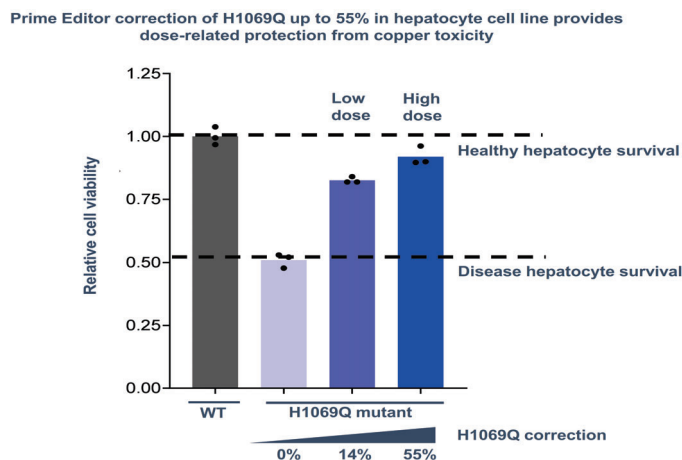 Prime Editor correction of H1069Q up to 55% in hepatocyte cell line provides
dose-related protection from copper toxicity
1.25
1.00
0.75
0.50
0.25
0.00
Relative cell viability
Low
dose
High
dose
Healthy hepatocyte survival
Disease hepatocyte survival
WT
H1069Q mutant
H1069Q correction
0%
14%
55%